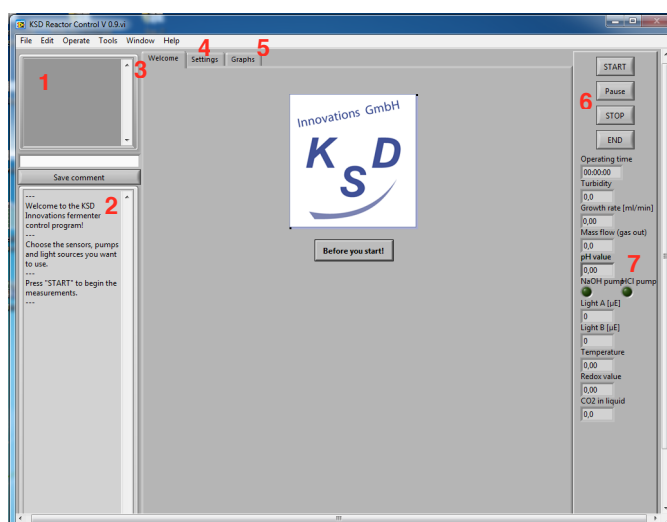 KSD Reactor Control V 0.9.vi
File Edit Operate Tools Window Help
1
3
Welcome
4
Settings
5
Graphs
Save comment
2
---
Welcome to the KSD
Innovations fermenter
control program!
---
Choose the sensors, pumps
and light sources you want
to use.
---
Press "START" to begin the
measurements.
---
Innovations GmbH
K S D
Before you start!
6
START
Pause
STOP
END
Operating time
00:00:00
Turbidity
0,0
Growth rate [ml/min]
0,00
Mass flow (gas out)
0,0
pH value
0,00
7
NaOH pump HCl pump
Light A [µE]
0
Light B [µE]
0
Temperature
0,00
Redox value
0,00
CO2 in liquid
0,0